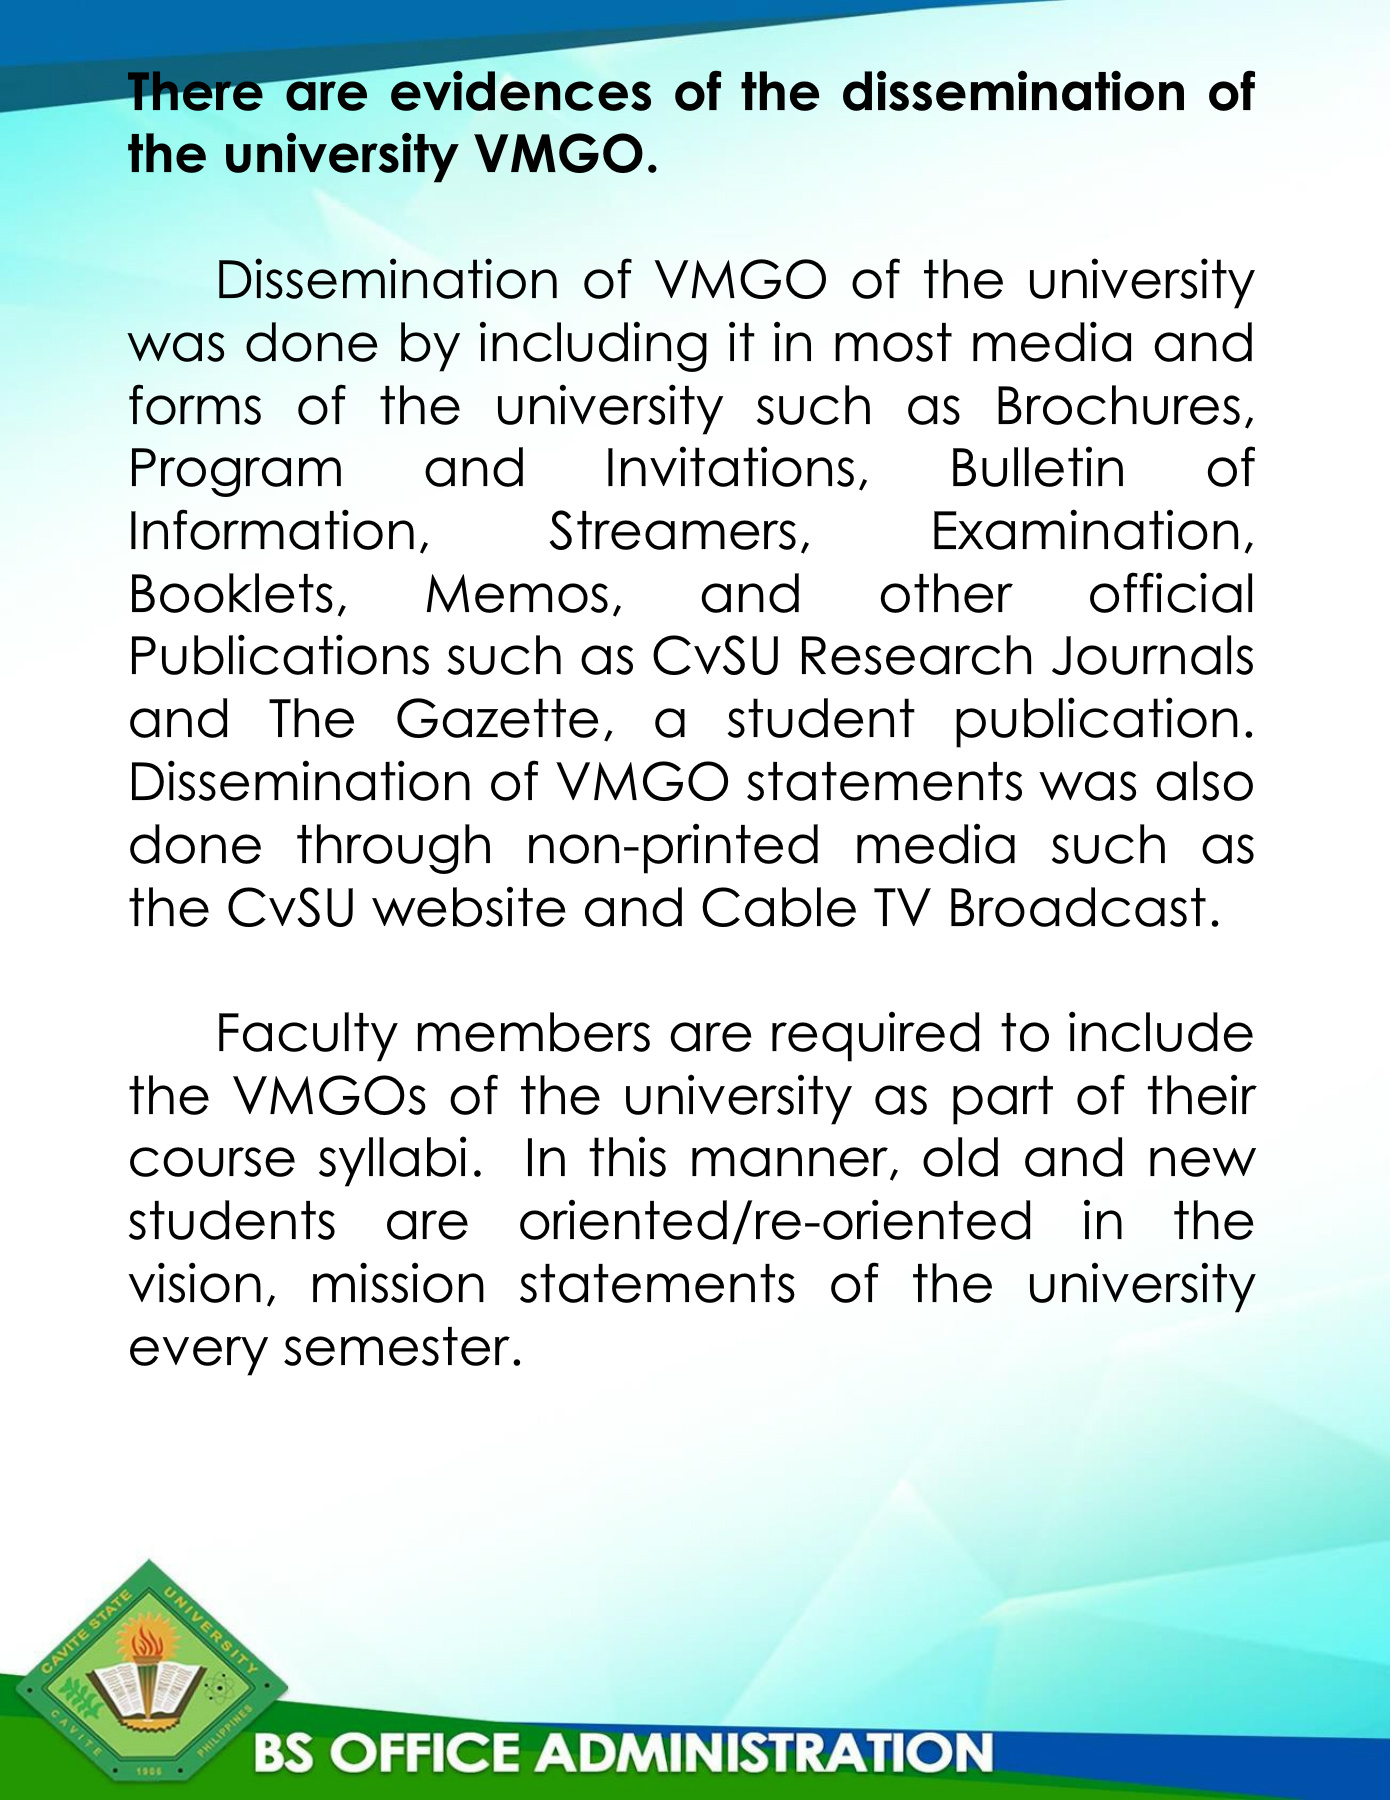 There are evidences of the dissemination of
the university VMGO.
Dissemination of VMGO of the university
was done by including it in most media and
forms of the university such as Brochures,
Program and Invitations, Bulletin of
Information, Streamers, Examination,
Booklets, Memos, and other official
Publications such as CvSU Research Journals
and The Gazette, a student publication.
Dissemination of VMGO statements was also
done through non-printed media such as
the CvSU website and Cable TV Broadcast.
Faculty members are required to include
the VMGOs of the university as part of their
course syllabi.  In this manner, old and new
students are oriented/re-oriented in the
vision, mission statements of the university
every semester.
CAVITE STATE UNIVERSITY
CAVITE 1906 PHILIPPINES
BS OFFICE ADMINISTRATION